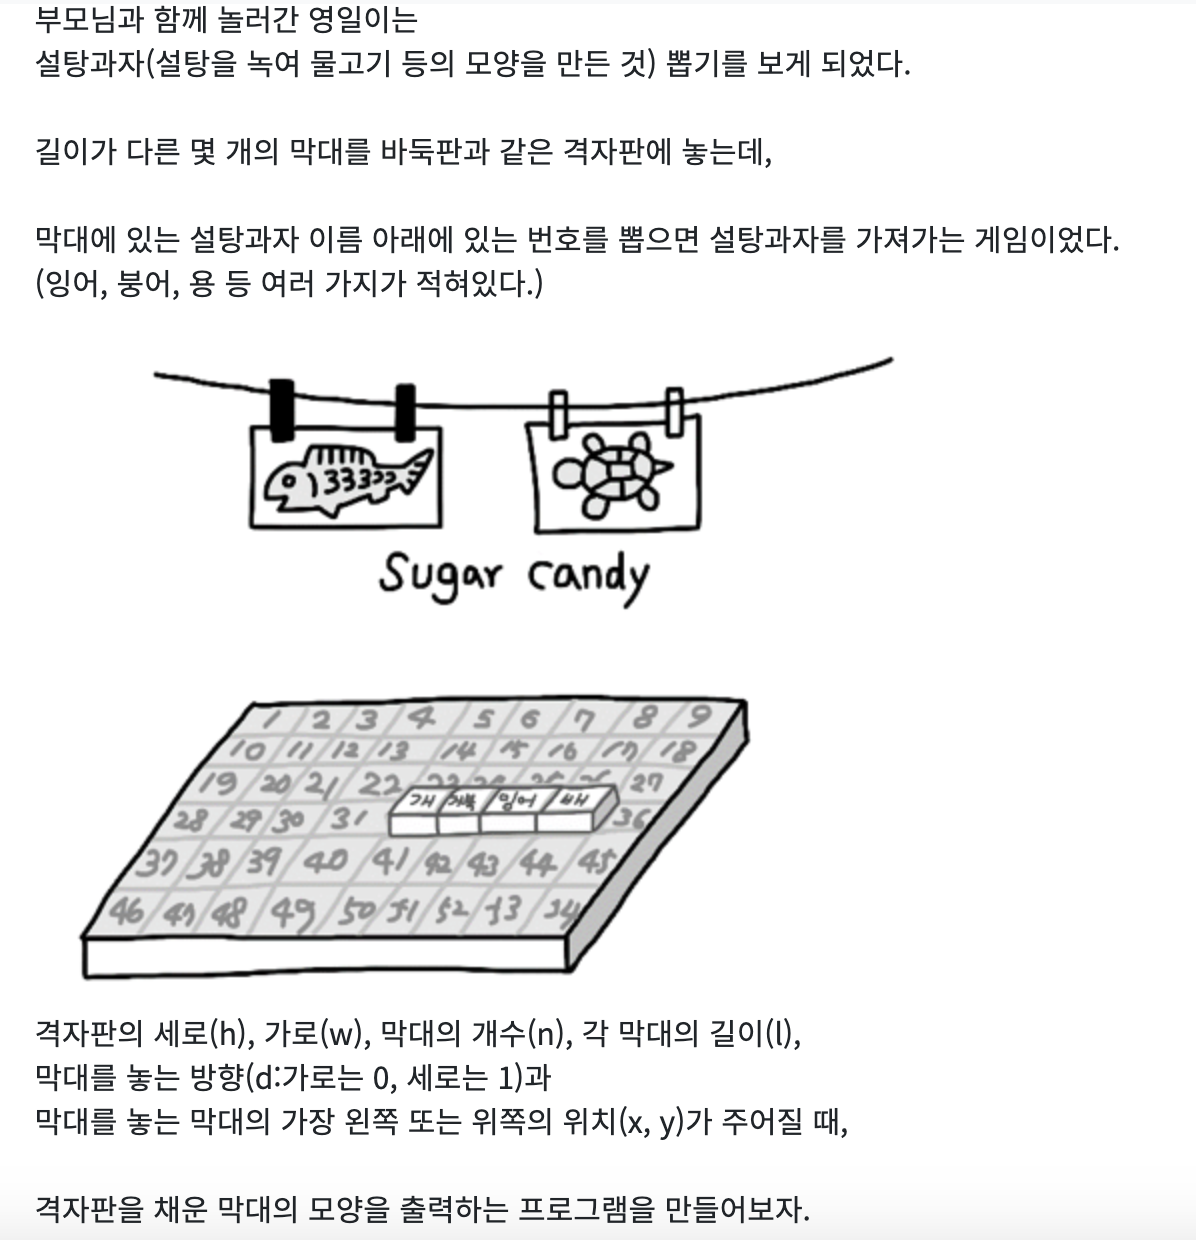 부모님과 함께 놀러간 영일이는
설탕과자(설탕을 녹여 물고기 등의 모양을 만든 것) 뽑기를 보게 되었다.
길이가 다른 몇 개의 막대를 바둑판과 같은 격자판에 놓는데,
막대에 있는 설탕과자 이름 아래에 있는 번호를 뽑으면 설탕과자를 가져가는 게임이었다.
(잉어, 붕어, 용 등 여러 가지가 적혀있다.)
Sugar candy
1 2 3 4 5 6 7 8 9
10 11 12 13 14 15 16 17 18
19 20 21 22 27
잉어
28 29 30 31 36
37 38 39 40 41 42 43 44 45
46 47 48 49 50 51 52 53 54
격자판의 세로(h), 가로(w), 막대의 개수(n), 각 막대의 길이(l),
막대를 놓는 방향(d:가로는 0, 세로는 1)과
막대를 놓는 막대의 가장 왼쪽 또는 위쪽의 위치(x, y)가 주어질 때,
격자판을 채운 막대의 모양을 출력하는 프로그램을 만들어보자.